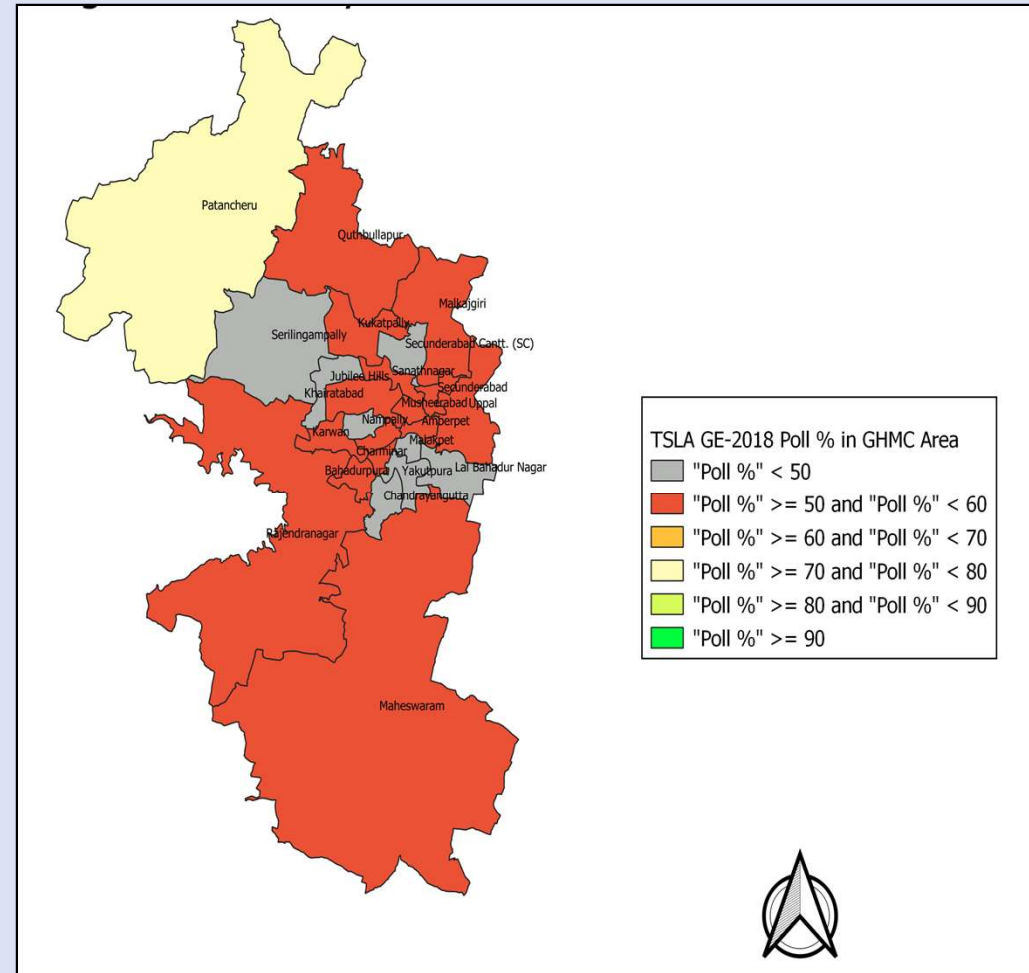 Patancheru
Quthbullapur
Malkajgiri
Kukatpally
Serilingampally
Secunderabad Cantt. (SC)
Sanathnagar
Jubilee Hills
Secunderabad
Khairatabad
Musheerabad
Uppal
Nampally
Amberpet
Karwan
Malakpet
Charminar
Bahadurpura
Yakutpura
Lal Bahadur Nagar
Chandrayangutta
Rajendranagar
Maheswaram
TSLA GE-2018 Poll % in GHMC Area
"Poll %" < 50
"Poll %" >= 50 and "Poll %" < 60
"Poll %" >= 60 and "Poll %" < 70
"Poll %" >= 70 and "Poll %" < 80
"Poll %" >= 80 and "Poll %" < 90
"Poll %" >= 90